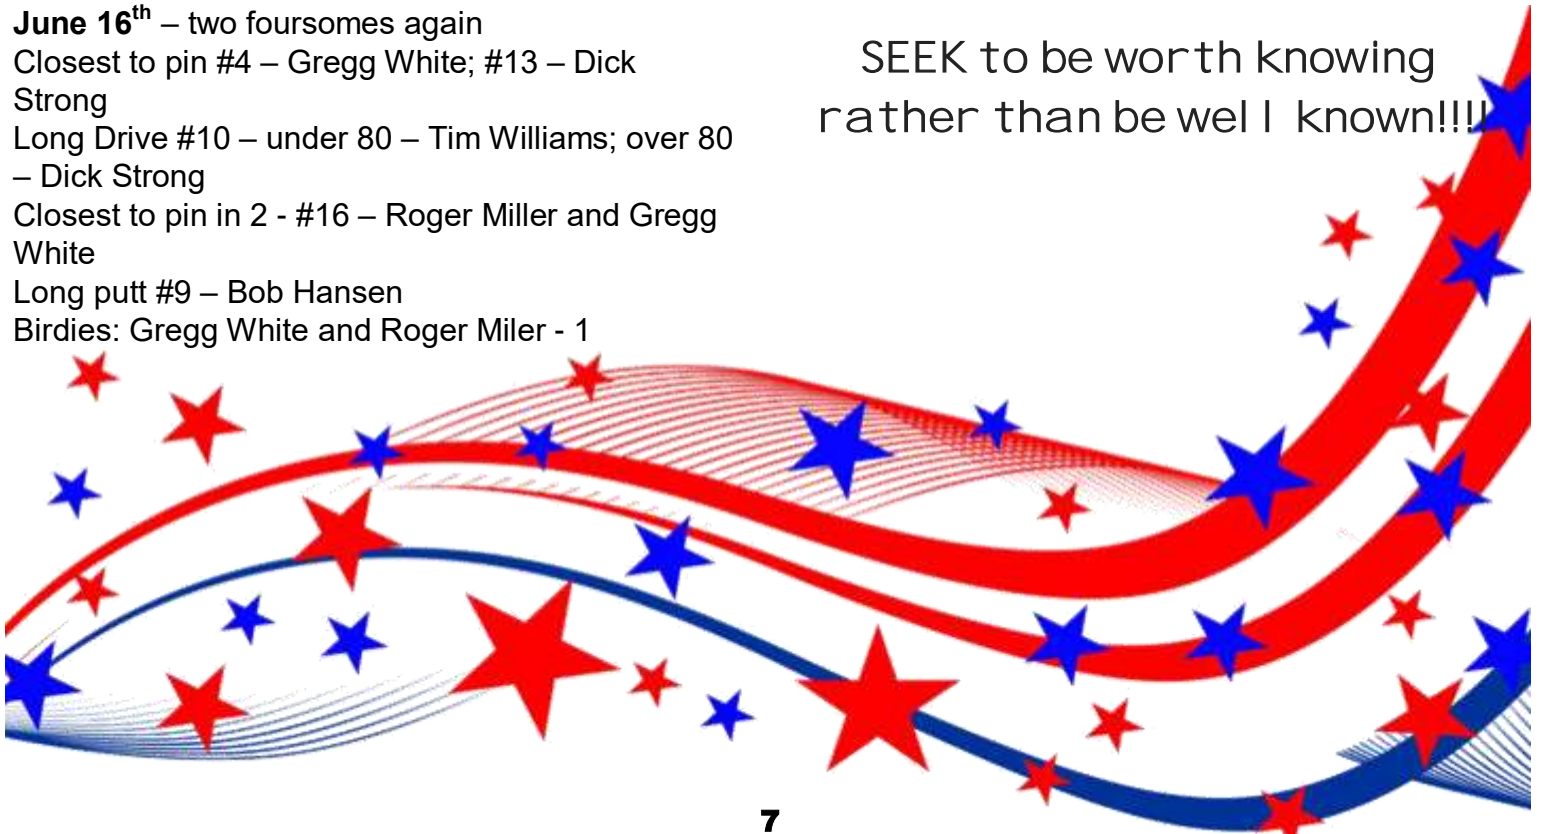 June 16th – two foursomes again
Closest to pin #4 – Gregg White; #13 – Dick
Strong
Long Drive #10 – under 80 – Tim Williams; over 80
– Dick Strong
Closest to pin in 2 - #16 – Roger Miller and Gregg
White
Long putt #9 – Bob Hansen
Birdies: Gregg White and Roger Miler - 1
SEEK to be worth knowing
rather than be well known!!!!
7